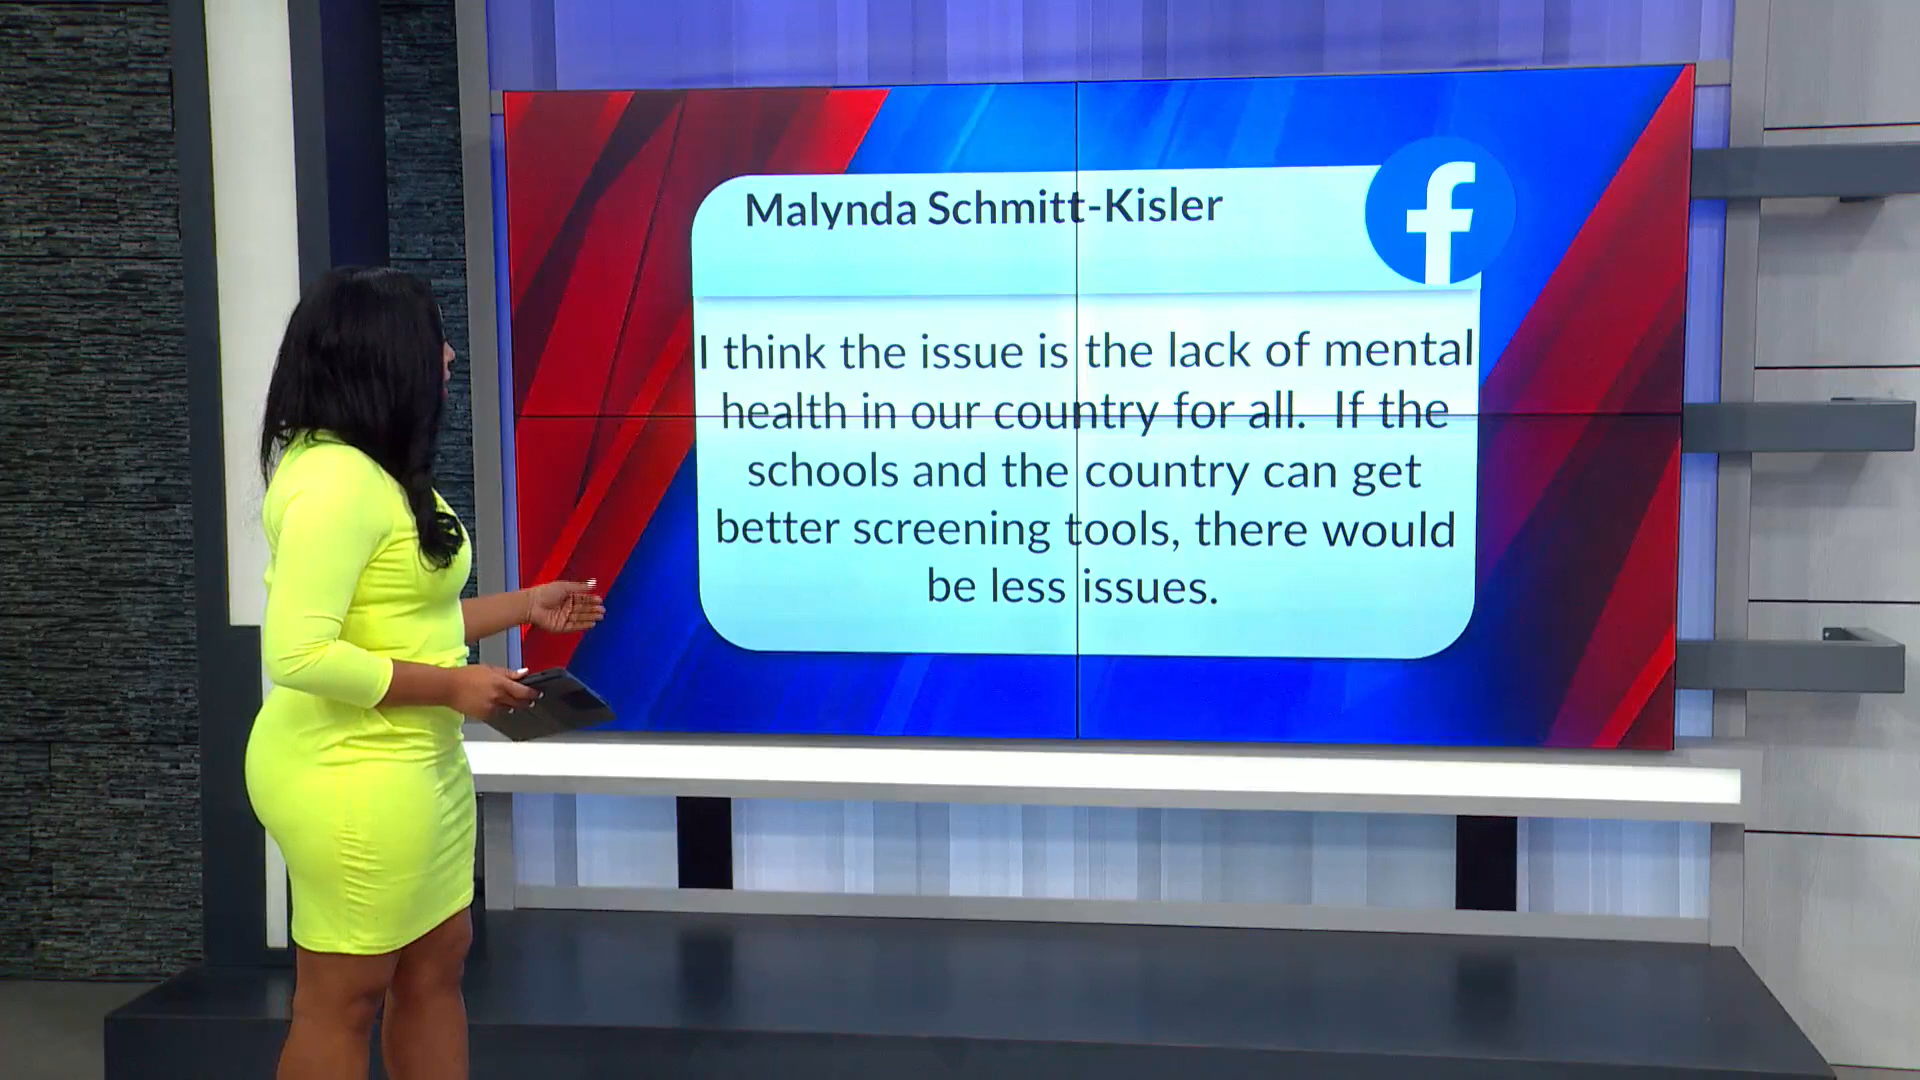 Malynda Schmitt-Kisler
I think the issue is the lack of mental
health in our country for all.  If the
schools and the country can get
better screening tools, there would
be less issues.